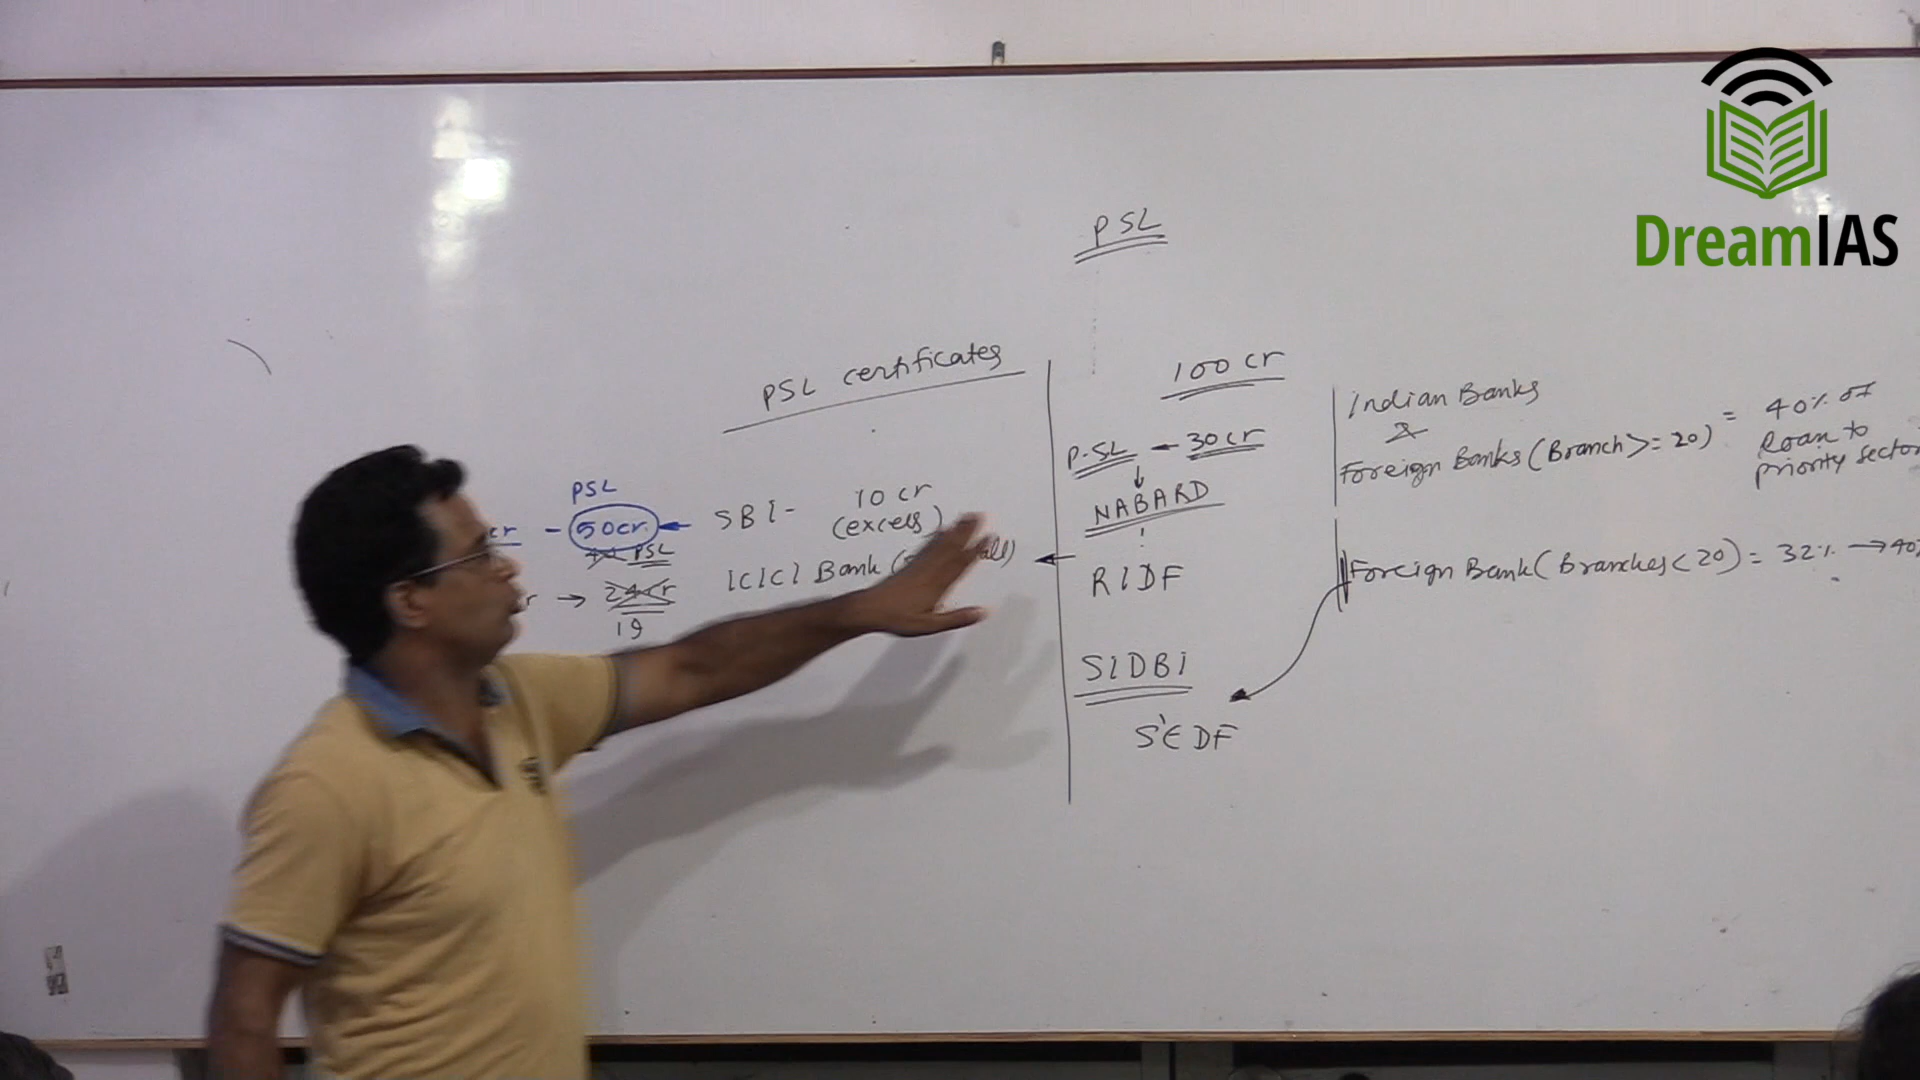 DreamIAS
PSL
PSL certificates
PSL
cr - 50cr. ← SBI - 10 cr
(excess)
PSL
ICICI Bank (
r → 24cr
19
100 cr
P.SL - 30cr
↓
NABARD
RIDF
SIDBI
SEDF
Indian Banks
&
Foreign Banks (Branch >= 20) = 40% of
loan to
priority sector
Foreign Bank (Branches < 20) = 32% → 40%